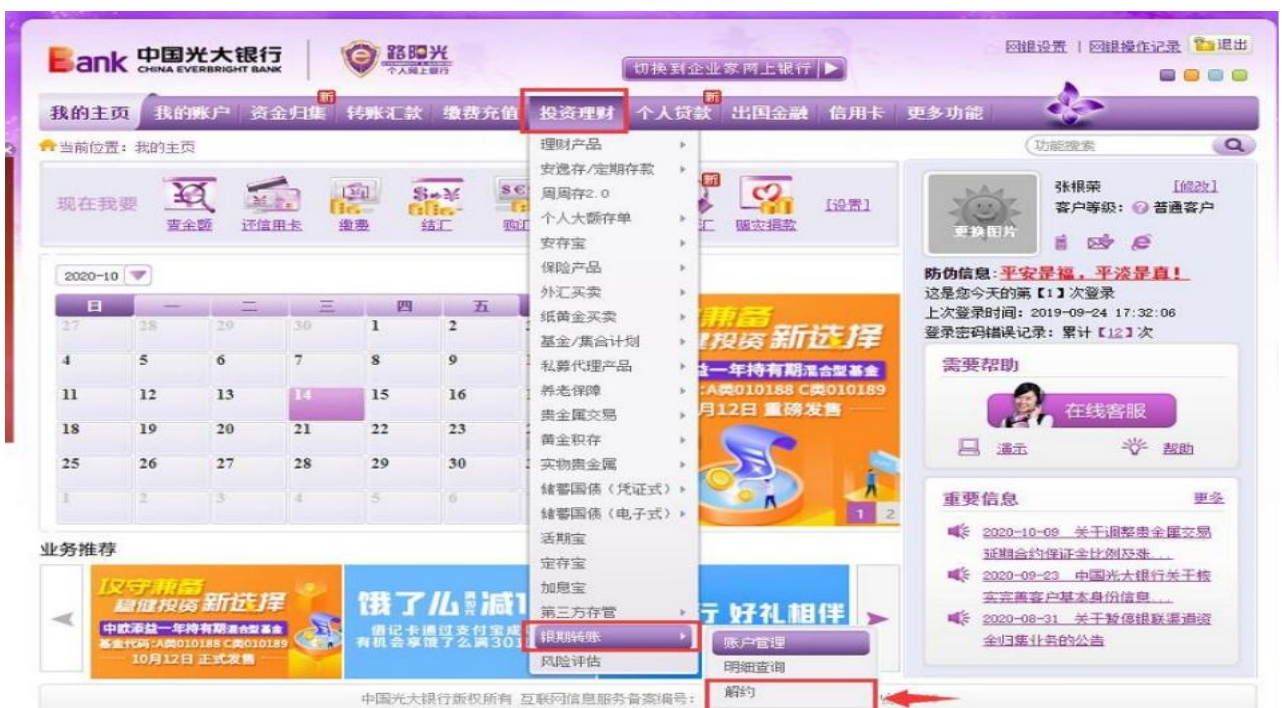 Bank 中国光大银行
CHINA EVERBRIGHT BANK
路阳光
个人网上银行
切换到企业家网上银行
网银设置 | 网银操作记录 退出
我的主页 我的账户 资金归集 新 转账汇款 缴费充值 投资理财 个人贷款 新 出国金融 信用卡 更多功能
当前位置: 我的主页
功能搜索
现在我要
查余额 还信用卡 缴费 结汇 购汇 新 赈灾捐款 [设置]
理财产品
安逸存/定期存款
周周存2.0
个人大额存单
安存宝
保险产品
外汇买卖
纸黄金买卖
基金/集合计划
私募代理产品
养老保障
贵金属交易
黄金积存
实物贵金属
储蓄国债(凭证式)
储蓄国债(电子式)
活期宝
定存宝
加息宝
第三方存管
银期转账
风险评估
账户管理
明细查询
解约
2020-10
日 一 二 三 四 五
27 28 29 30 1 2
4 5 6 7 8 9
11 12 13 14 15 16
18 19 20 21 22 23
25 26 27 28 29 30
1 2 3 4 5 6
兼备
投资 新选择
益一年持有期混合型基金
A类010188 C类010189
月12日 重磅发售
1 2
张根荣 [修改]
客户等级: 普通客户
更换图片
防伪信息:平安是福,平淡是真!
这是您今天的第【1】次登录
上次登录时间: 2019-09-24 17:32:06
登录密码错误记录: 累计【12】次
需要帮助
在线客服
演示 帮助
重要信息 更多
2020-10-09 关于调整贵金属交易
延期合约保证金比例及涨...
2020-09-23 中国光大银行关于核
实完善客户基本身份信息...
2020-08-31 关于暂停银联渠道资
金归集业务的公告
业务推荐
攻守兼备
稳健投资 新选择
中欧添益一年持有期混合型基金
基金代码:A类010188 C类010189
10月12日 正式发售
饿了么 满30 减1
借记卡通过支付宝
有机会享饿了么满30
行 好礼相伴
中国光大银行版权所有 互联网信息服务备案编号: